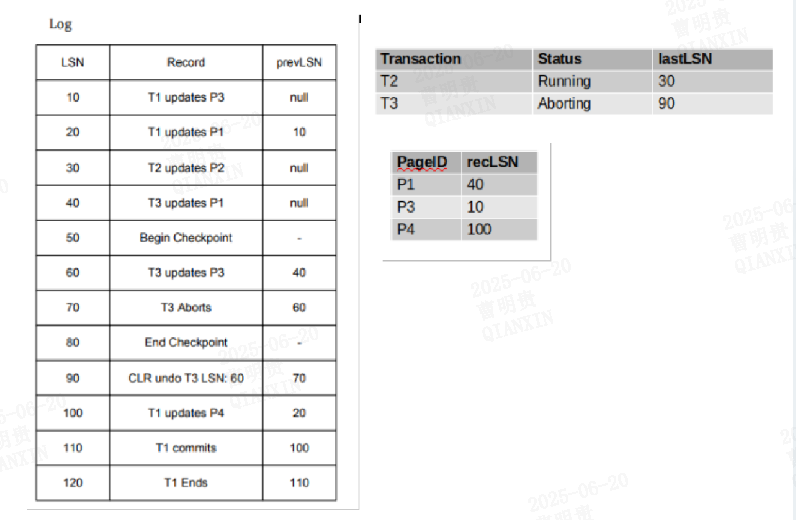 Log
LSN Record prevLSN
10 T1 updates P3 null
20 T1 updates P1 10
30 T2 updates P2 null
40 T3 updates P1 null
50 Begin Checkpoint -
60 T3 updates P3 40
70 T3 Aborts 60
80 End Checkpoint -
90 CLR undo T3 LSN: 60 70
100 T1 updates P4 20
110 T1 commits 100
120 T1 Ends 110
Transaction Status lastLSN
T2 Running 30
T3 Aborting 90
PageID recLSN
P1 40
P3 10
P4 100
2025-06-20
曹明贵
QIANXIN